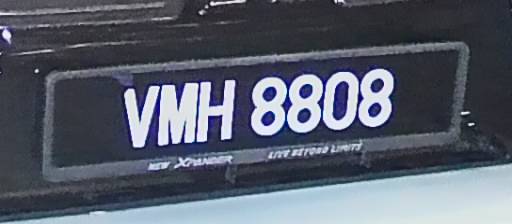 VMH 8808
NEW XPANDER LIVE BEYOND LIMITS